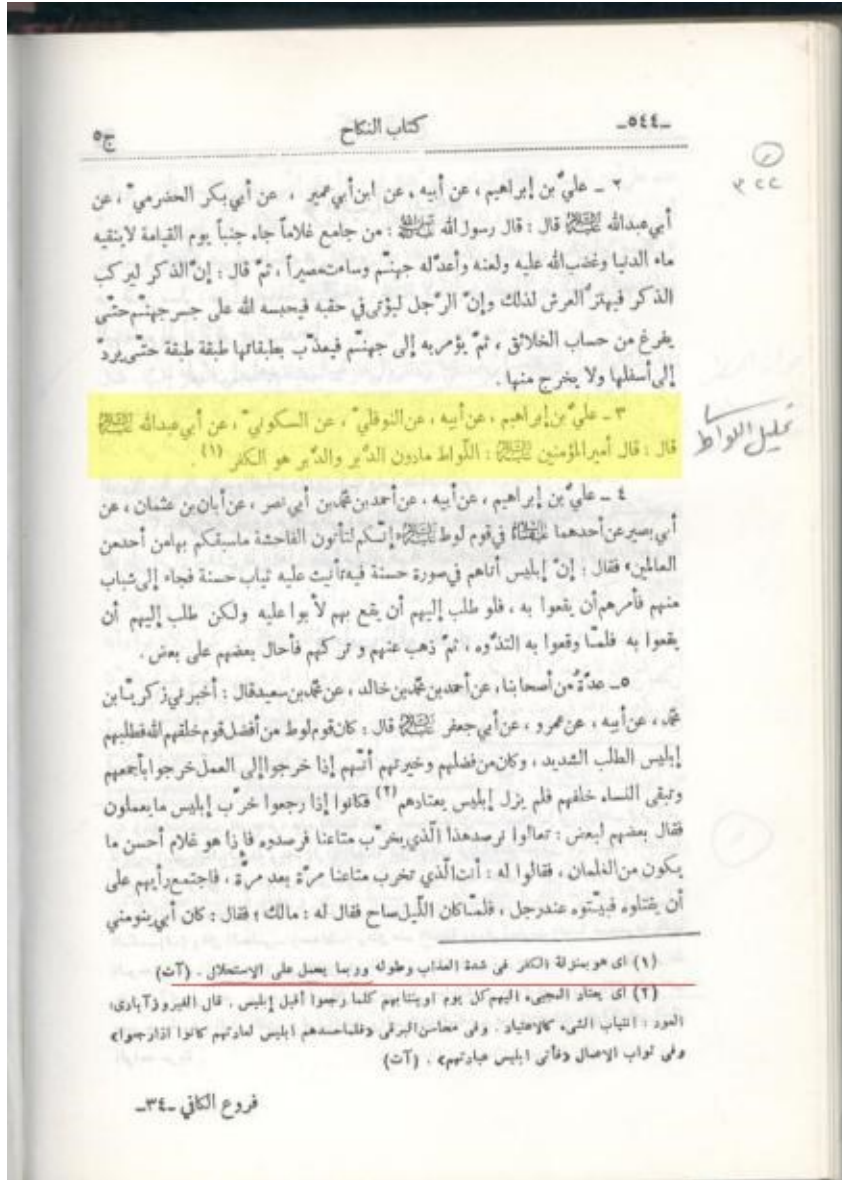 ج٥ كتاب النكاح -٥٤٤-
٢ ـ عليُّ بن إبراهيم ، عن أبيه ، عن ابن أبي عمير ، عن أبي بكر الحضرمي ، عن
أبي عبدالله عليه السلام قال : قال رسول الله صلى الله عليه وآله : من جامع غلاماً جاء جنباً يوم القيامة لاينقيه
ماء الدنيا وغضب الله عليه ولعنه وأعدَّ له جهنّم وساءت مصيراً ، ثمَّ قال : إنَّ الذكر ليركب
الذكر فيهتزُّ العرش لذلك وإنَّ الرَّجل ليؤتى في حقبه فيحبسه الله على جسر جهنّم حتّى
يفرغ من حساب الخلائق ، ثمَّ يؤمر به إلى جهنّم فيعذَّب بطبقاتها طبقة طبقة حتّى يردَّ
إلى أسفلها ولا يخرج منها .
٣ ـ عليُّ بن إبراهيم ، عن أبيه ، عن النوفليّ ، عن السكونيّ ، عن أبي عبدالله عليه السلام
قال : قال أمير المؤمنين عليه السلام : اللّواط مادون الدُّبر والدُّبر هو الكفر (١) .
تحليل اللواط
٤ ـ عليُّ بن إبراهيم ، عن أبيه ، عن أحمد بن محمّد بن أبي نصر ، عن أبان بن عثمان ، عن
أبي بصير عن أحدهما عليهما السلام في قوم لوط عليه السلام «إنّكم لتأتون الفاحشة ماسبقكم بها من أحد من
العالمين» فقال : إنَّ إبليس أتاهم في صورة حسنة فيه تأنيث عليه ثياب حسنة فجاء إلى شباب
منهم فأمرهم أن يقعوا به ، فلو طلب إليهم أن يقع بهم لأبوا عليه ولكن طلب إليهم أن
يقعوا به فلمّا وقعوا به التذُّوه ، ثمَّ ذهب عنهم وتركهم فأحال بعضهم على بعض .
٥ ـ عدَّةٌ من أصحابنا ، عن أحمد بن محمّد بن خالد ، عن محمّد بن سعيد قال : أخبرني زكريّا بن
محمّد ، عن أبيه ، عن عمرو ، عن أبي جعفر عليه السلام قال : كان قوم لوط من أفضل قوم خلقهم الله فطلبهم
إبليس الطلب الشديد ، وكان من فضلهم وخيرتهم أنّهم إذا خرجوا إلى العمل خرجوا بأجمعهم
وتبقى النساء خلفهم فلم يزل إبليس يعتادهم (٢) فكانوا إذا رجعوا خرَّب إبليس مايعملون
فقال بعضهم لبعض : تعالوا نرصد هذا الّذي يخرِّب متاعنا فرصدوه فإذا هو غلام أحسن ما
يكون من الغلمان ، فقالوا له : أنت الّذي تخرب متاعنا مرَّة بعد مرَّة ، فاجتمع رأيهم على
أن يقتلوه فبيّتوه عند رجل ، فلمّا كان اللّيل صاح فقال له : مالك ؟ فقال : كان أبي ينومني
(١) اى هو بمنزلة الكفر فى شدة العذاب وطوله وربما يحمل على الاستحلال . (آت)
(٢) اى يعتاد المجىء اليهم كل يوم او ينتابهم كلما رجعوا أقبل إبليس . قال الفيروزآبادى:
العود : انتياب الشىء كالاعتياد . وفى محاسن البرقى «فلما حسدهم ابليس لعبادتهم كانوا اذا رجعوا»
وفى ثواب الاعمال «فأتى ابليس عبادتهم» . (آت)
فروع الكافي -٣٤-